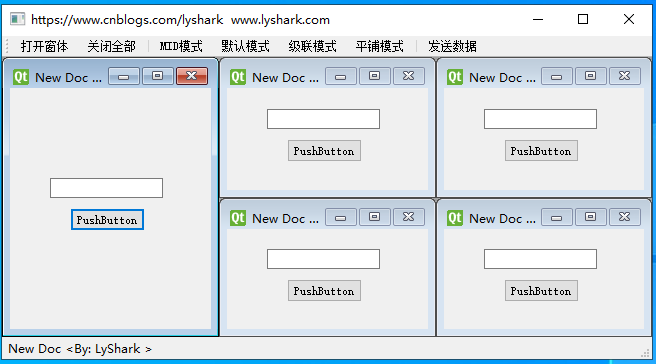 https://www.cnblogs.com/lyshark www.lyshark.com
打开窗体 关闭全部 MID模式 默认模式 级联模式 平铺模式 发送数据
Qt New Doc ... Qt New Doc ... Qt New Doc ...
PushButton PushButton
PushButton
Qt New Doc ... Qt New Doc ...
PushButton PushButton
New Doc <By: LyShark >